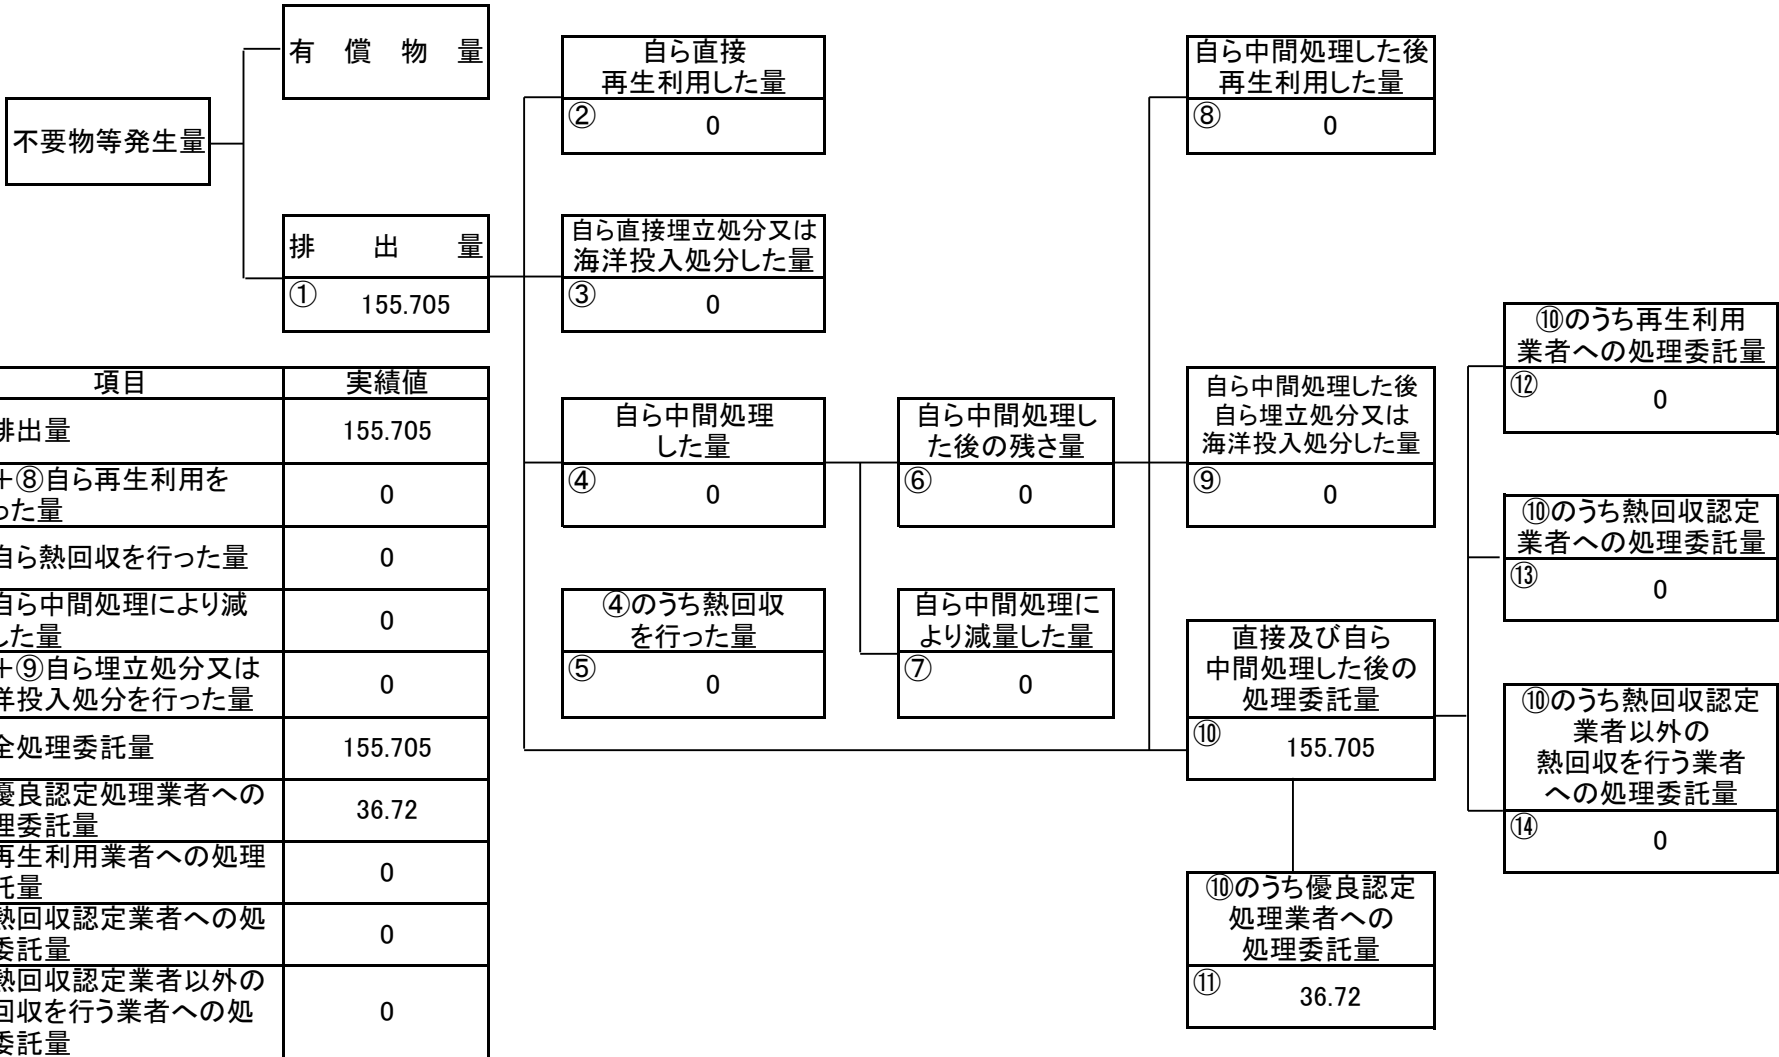 有償物量
自ら直接
再生利用した量
②
0
自ら中間処理した後
再生利用した量
⑧
0
不要物等発生量
排出量
①
155.705
自ら直接埋立処分又は
海洋投入処分した量
③
0
⑩のうち再生利用
業者への処理委託量
⑫
0
項目
実績値
排出量
155.705
+⑧自ら再生利用を
った量
0
自ら熱回収を行った量
0
自ら中間処理により減
した量
0
+⑨自ら埋立処分又は
洋投入処分を行った量
0
全処理委託量
155.705
優良認定処理業者への
理委託量
36.72
再生利用業者への処理
託量
0
熱回収認定業者への処
委託量
0
熱回収認定業者以外の
回収を行う業者への処
委託量
0
自ら中間処理
した量
④
0
自ら中間処理し
た後の残さ量
⑥
0
自ら中間処理した後
自ら埋立処分又は
海洋投入処分した量
⑨
0
⑩のうち熱回収認定
業者への処理委託量
⑬
0
④のうち熱回収
を行った量
⑤
0
自ら中間処理に
より減量した量
⑦
0
直接及び自ら
中間処理した後の
処理委託量
⑩
155.705
⑩のうち熱回収認定
業者以外の
熱回収を行う業者
への処理委託量
⑭
0
⑩のうち優良認定
処理業者への
処理委託量
⑪
36.72